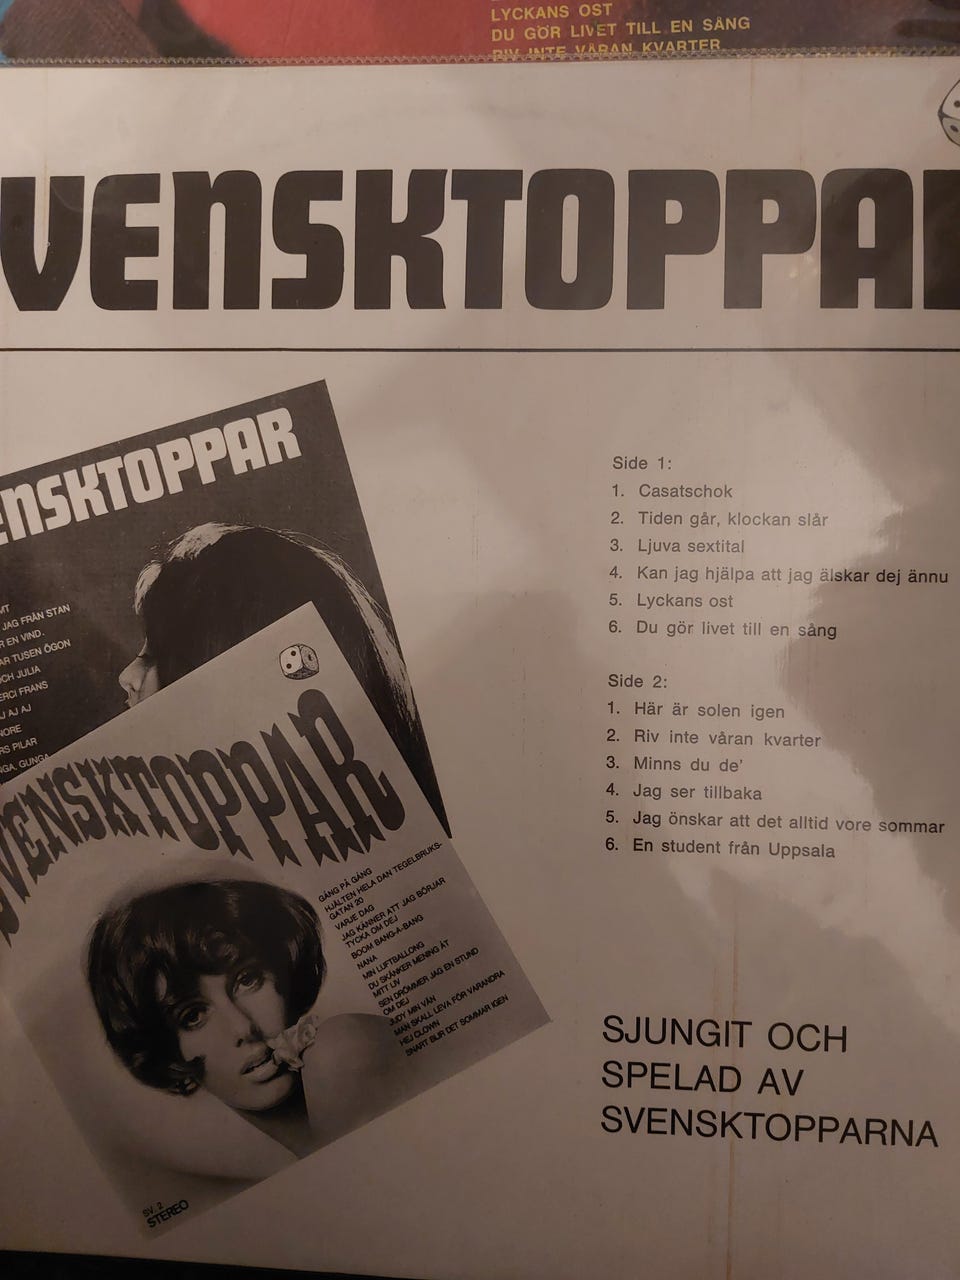 LYCKANS OST
DU GÖR LIVET TILL EN SÅNG
RIV INTE VÅRAN KVARTER
VENSKTOPPA
ENSKTOPPAR
JAG FRÅN STAN
EN VIND.
TUSEN ÖGON
OCH JULIA
MERCI FRANS
AJ AJ
PILAR
GUNGA
SVENSKTOPPAR
GÅNG PÅ GÅNG
HJÄLTEN HELA DAN TEGELBRUKS-
GATAN 20
VARJE DAG
JAG KÄNNER ATT JAG BÖRJAR
TYCKA OM DEJ
BOOM BANG-A-BANG
NANA
MIN LUFTBALLONG
DU SKÄNKER MENING ÅT
MITT LIV
SEN DRÖMMER JAG EN STUND
OM DEJ
JUDY MIN VÄN
MAN SKALL LEVA FÖR VARANDRA
HEJ CLOWN
SNART BLIR DET SOMMAR IGEN
SV. 2
STEREO
Side 1:
1. Casatschok
2. Tiden går, klockan slår
3. Ljuva sextital
4. Kan jag hjälpa att jag älskar dej ännu
5. Lyckans ost
6. Du gör livet till en sång
Side 2:
1. Här är solen igen
2. Riv inte våran kvarter
3. Minns du de'
4. Jag ser tillbaka
5. Jag önskar att det alltid vore sommar
6. En student från Uppsala
SJUNGIT OCH
SPELAD AV
SVENSKTOPPARNA